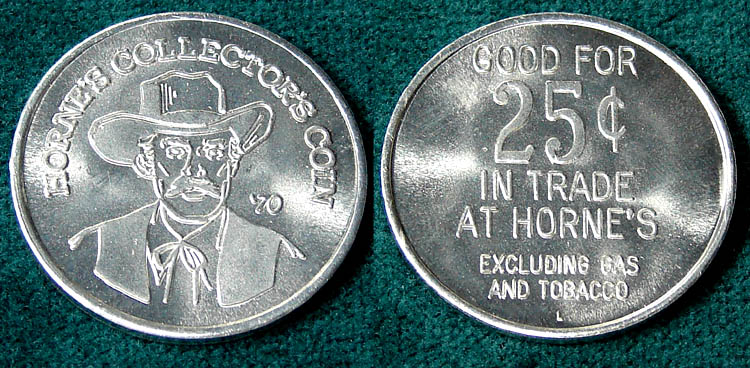 HORNE'S COLLECTOR'S COIN
'70
GOOD FOR
25¢
IN TRADE
AT HORNE'S
EXCLUDING GAS
AND TOBACCO
L